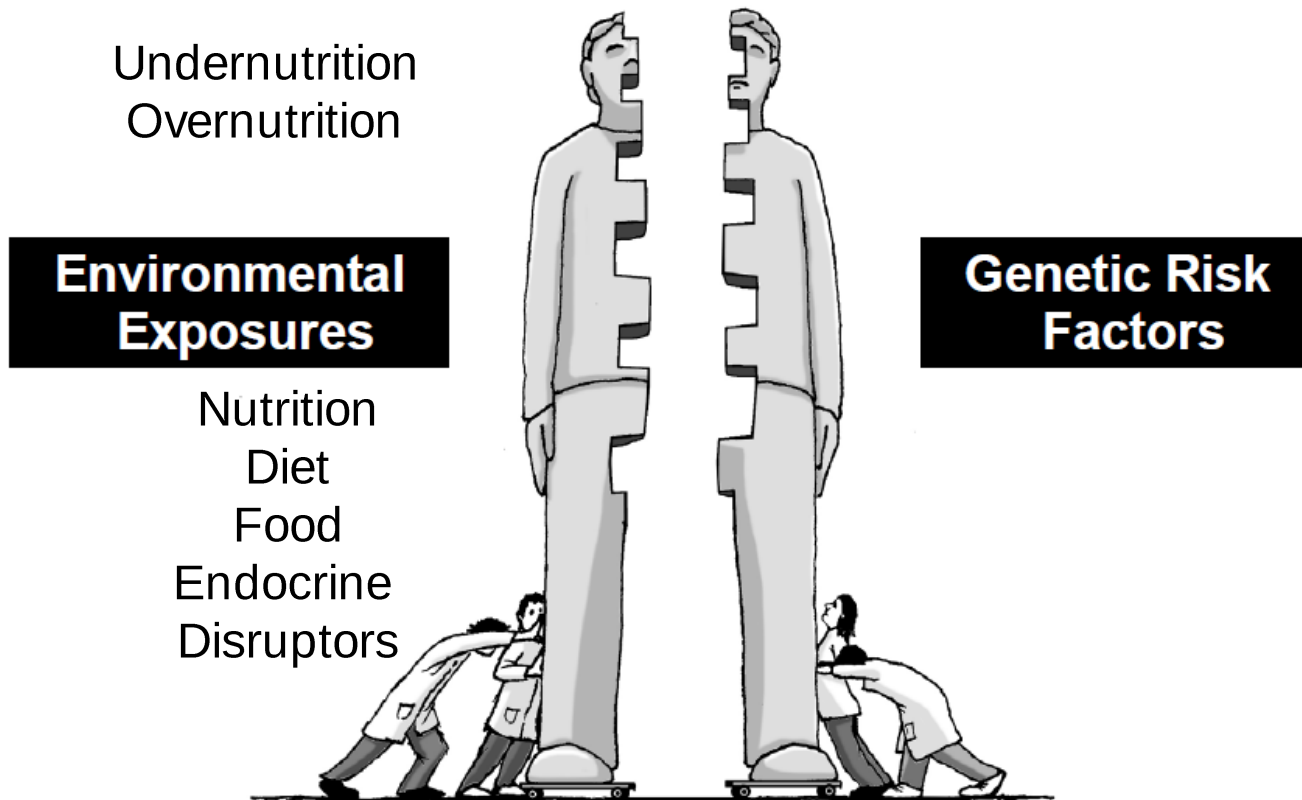 Undernutrition
Overnutrition
Environmental
Exposures
Nutrition
Diet
Food
Endocrine
Disruptors
Genetic Risk
Factors